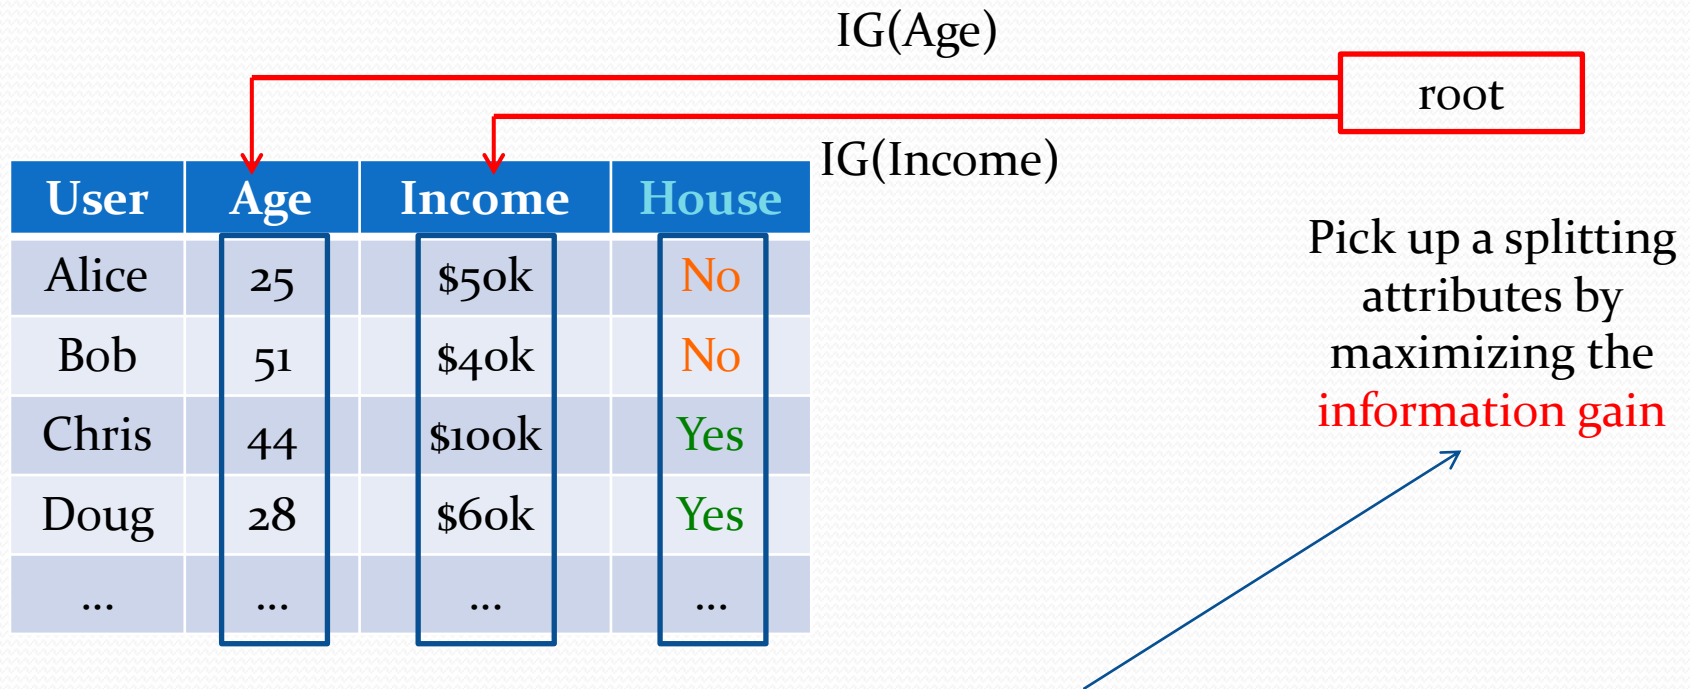 IG(Age)
root
IG(Income)
User Age Income House
Alice 25 $50k No
Bob 51 $40k No
Chris 44 $100k Yes
Doug 28 $60k Yes
... ... ... ...
Pick up a splitting
attributes by
maximizing the
information gain